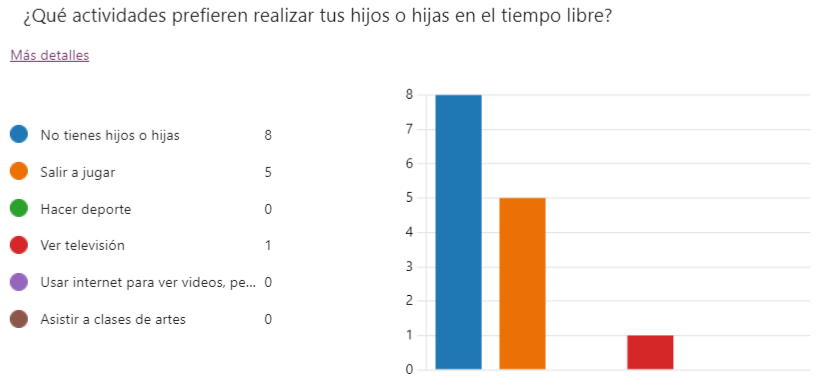 ¿Qué actividades prefieren realizar tus hijos o hijas en el tiempo libre?
Más detalles
No tienes hijos o hijas 8
Salir a jugar 5
Hacer deporte 0
Ver televisión 1
Usar internet para ver videos, pe... 0
Asistir a clases de artes 0
8
7
6
5
4
3
2
1
0